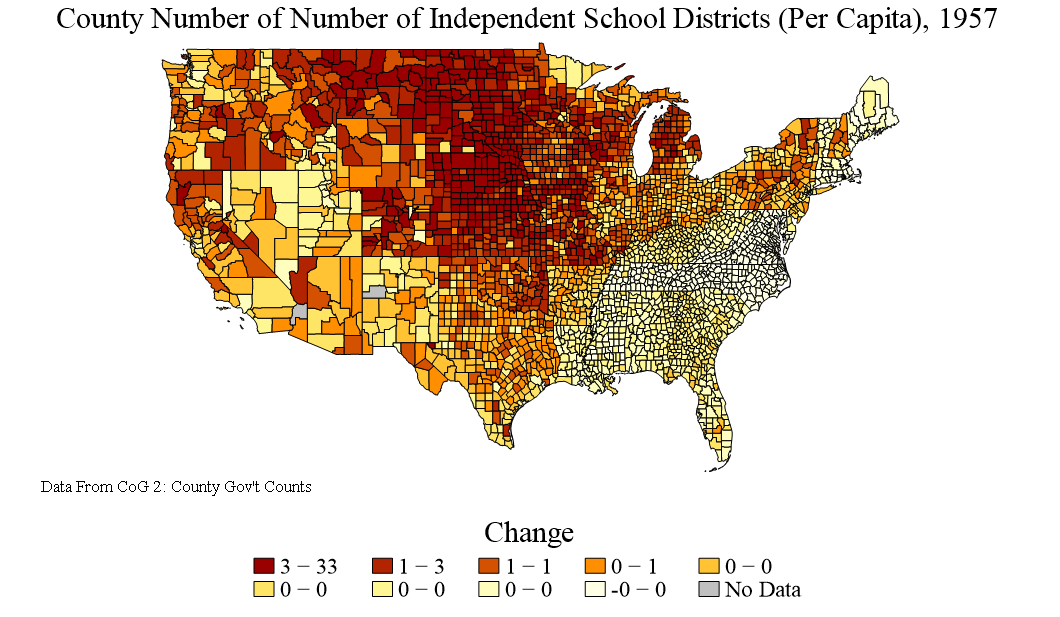 County Number of Number of Independent School Districts (Per Capita), 1957
Data From CoG 2: County Gov't Counts
Change
3 − 33 1 − 3 1 − 1 0 − 1 0 − 0
0 − 0 0 − 0 0 − 0 -0 − 0 No Data